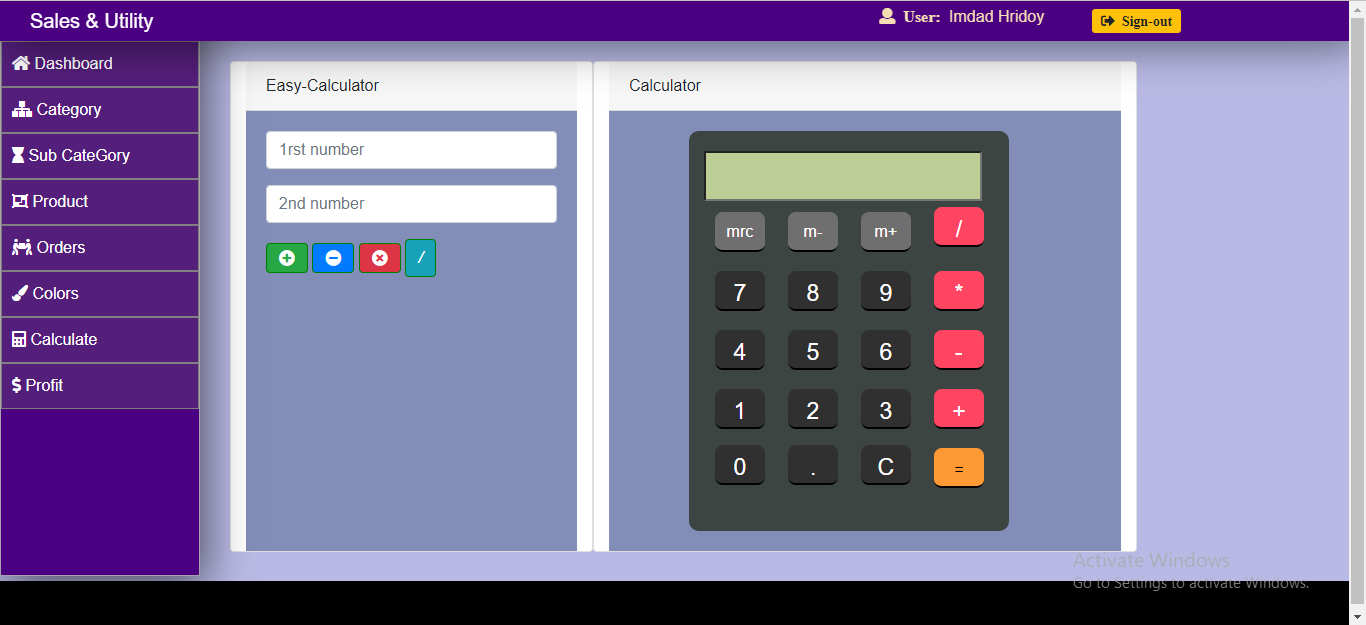 Sales & Utility
User: Imdad Hridoy
Sign-out
Dashboard
Category
Sub CateGory
Product
Orders
Colors
Calculate
Profit
Easy-Calculator
1rst number
2nd number
/
Calculator
mrc m- m+ /
7 8 9 *
4 5 6 -
1 2 3 +
0 . C =
Activate Windows
Go to Settings to activate Windows.